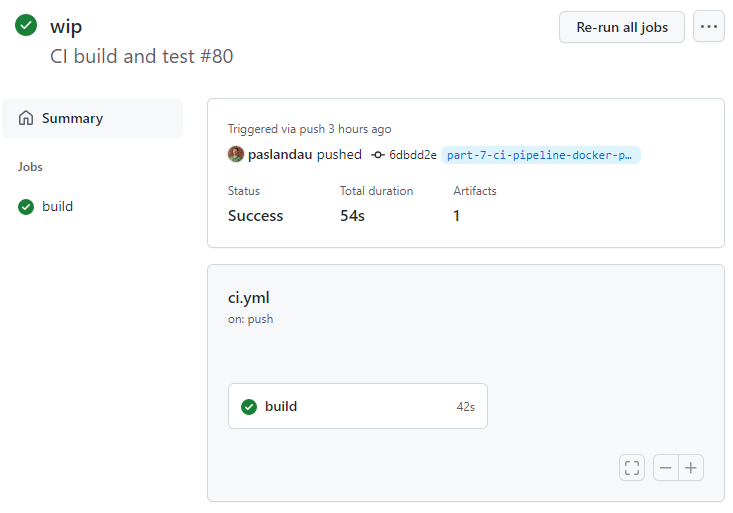 wip
CI build and test #80
Re-run all jobs
Summary
Jobs
build
Triggered via push 3 hours ago
paslandau pushed 6dbdd2e part-7-ci-pipeline-docker-p…
Status Total duration Artifacts
Success 54s 1
ci.yml
on: push
build 42s